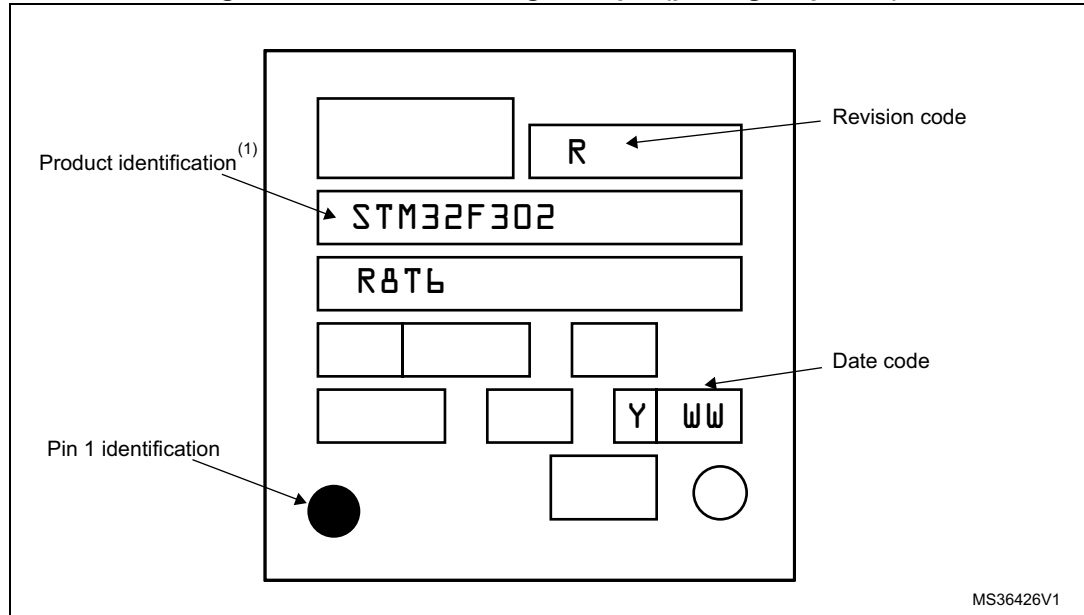 Revision code
R
Product identification(1)
STM32F302
R8T6
Date code
Y WW
Pin 1 identification
MS36426V1